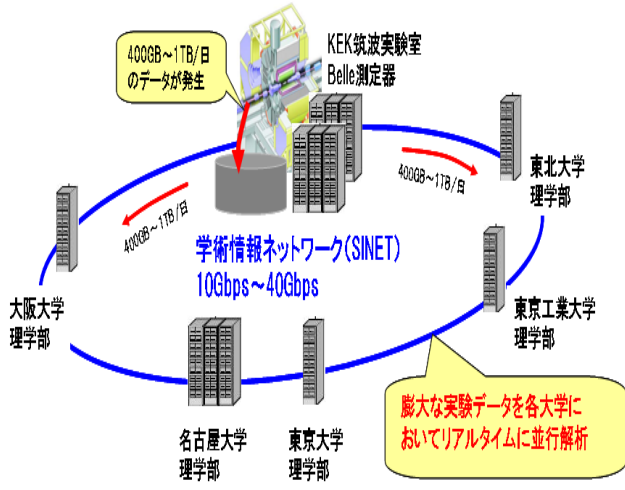 400GB～1TB/日
のデータが発生
KEK筑波実験室
Belle測定器
400GB～1TB/日
東北大学
理学部
400GB～1TB/日
学術情報ネットワーク(SINET)
10Gbps～40Gbps
大阪大学
理学部
東京工業大学
理学部
膨大な実験データを各大学に
おいてリアルタイムに並行解析
名古屋大学
理学部
東京大学
理学部